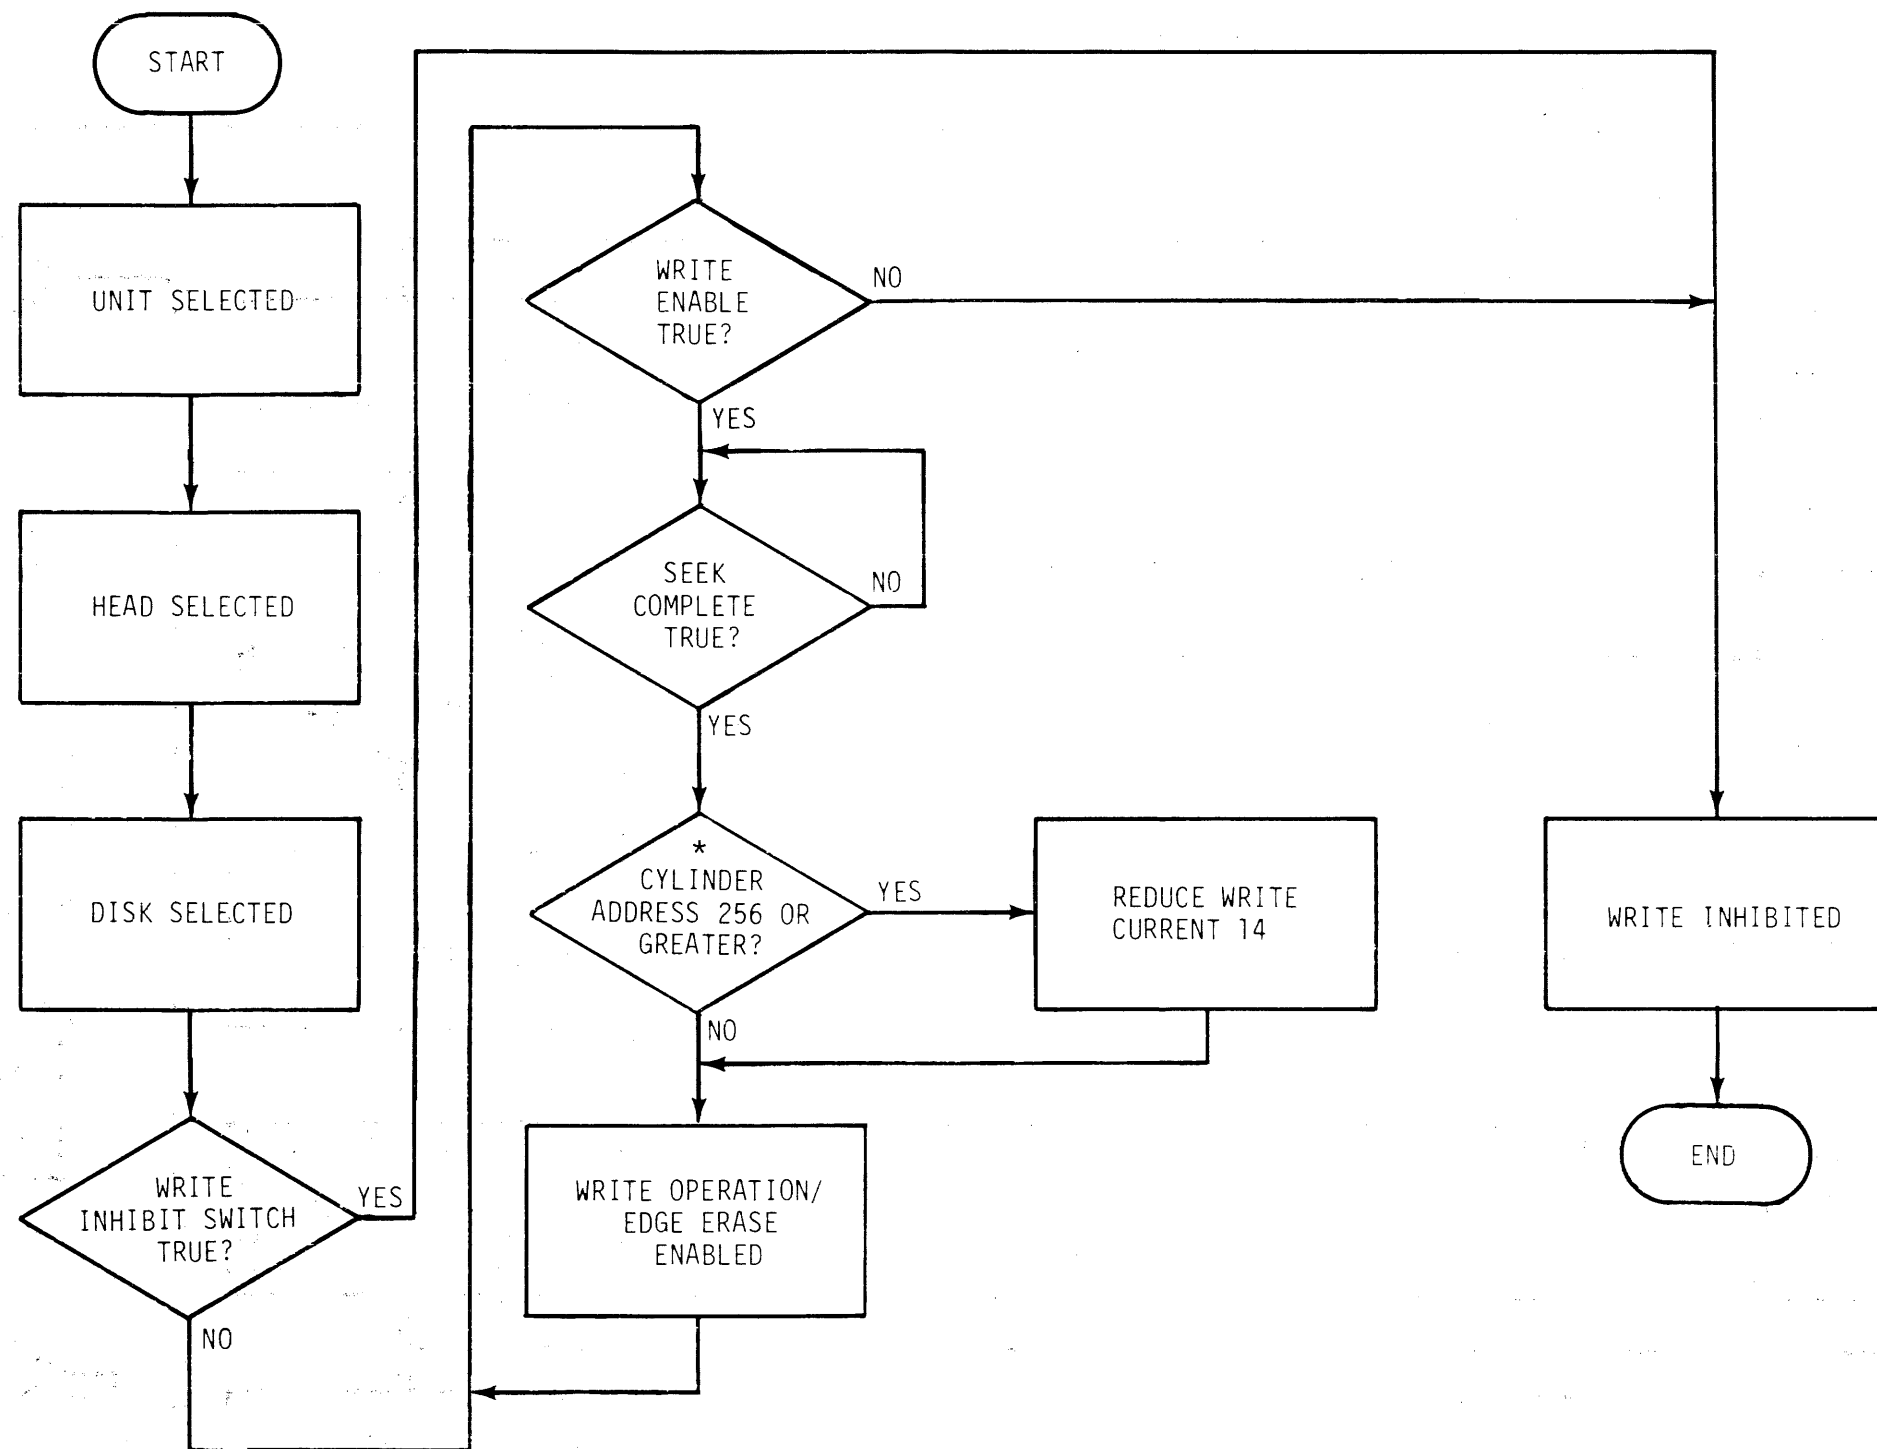 START
UNIT SELECTED
HEAD SELECTED
DISK SELECTED
WRITE
INHIBIT SWITCH
TRUE?
YES
NO
WRITE
ENABLE
TRUE?
NO
YES
SEEK
COMPLETE
TRUE?
NO
YES
*
CYLINDER
ADDRESS 256 OR
GREATER?
YES
NO
REDUCE WRITE
CURRENT 14
WRITE OPERATION/
EDGE ERASE
ENABLED
WRITE INHIBITED
END